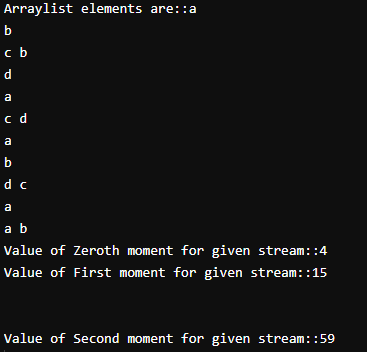 Arraylist elements are::a
b
c b
d
a
c d
a
b
d c
a
a b
Value of Zeroth moment for given stream::4
Value of First moment for given stream::15
Value of Second moment for given stream::59